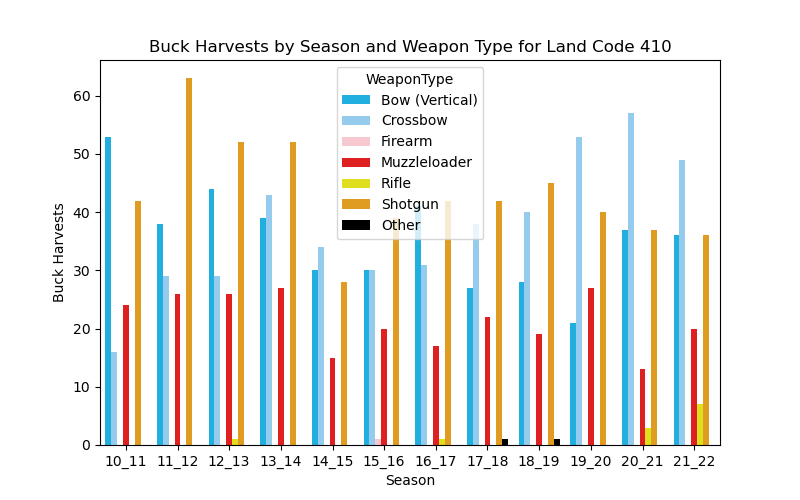 Buck Harvests by Season and Weapon Type for Land Code 410
WeaponType
Bow (Vertical)
Crossbow
Firearm
Muzzleloader
Rifle
Shotgun
Other
Buck Harvests
60
50
40
30
20
10
0
10_11 11_12 12_13 13_14 14_15 15_16 16_17 17_18 18_19 19_20 20_21 21_22
Season